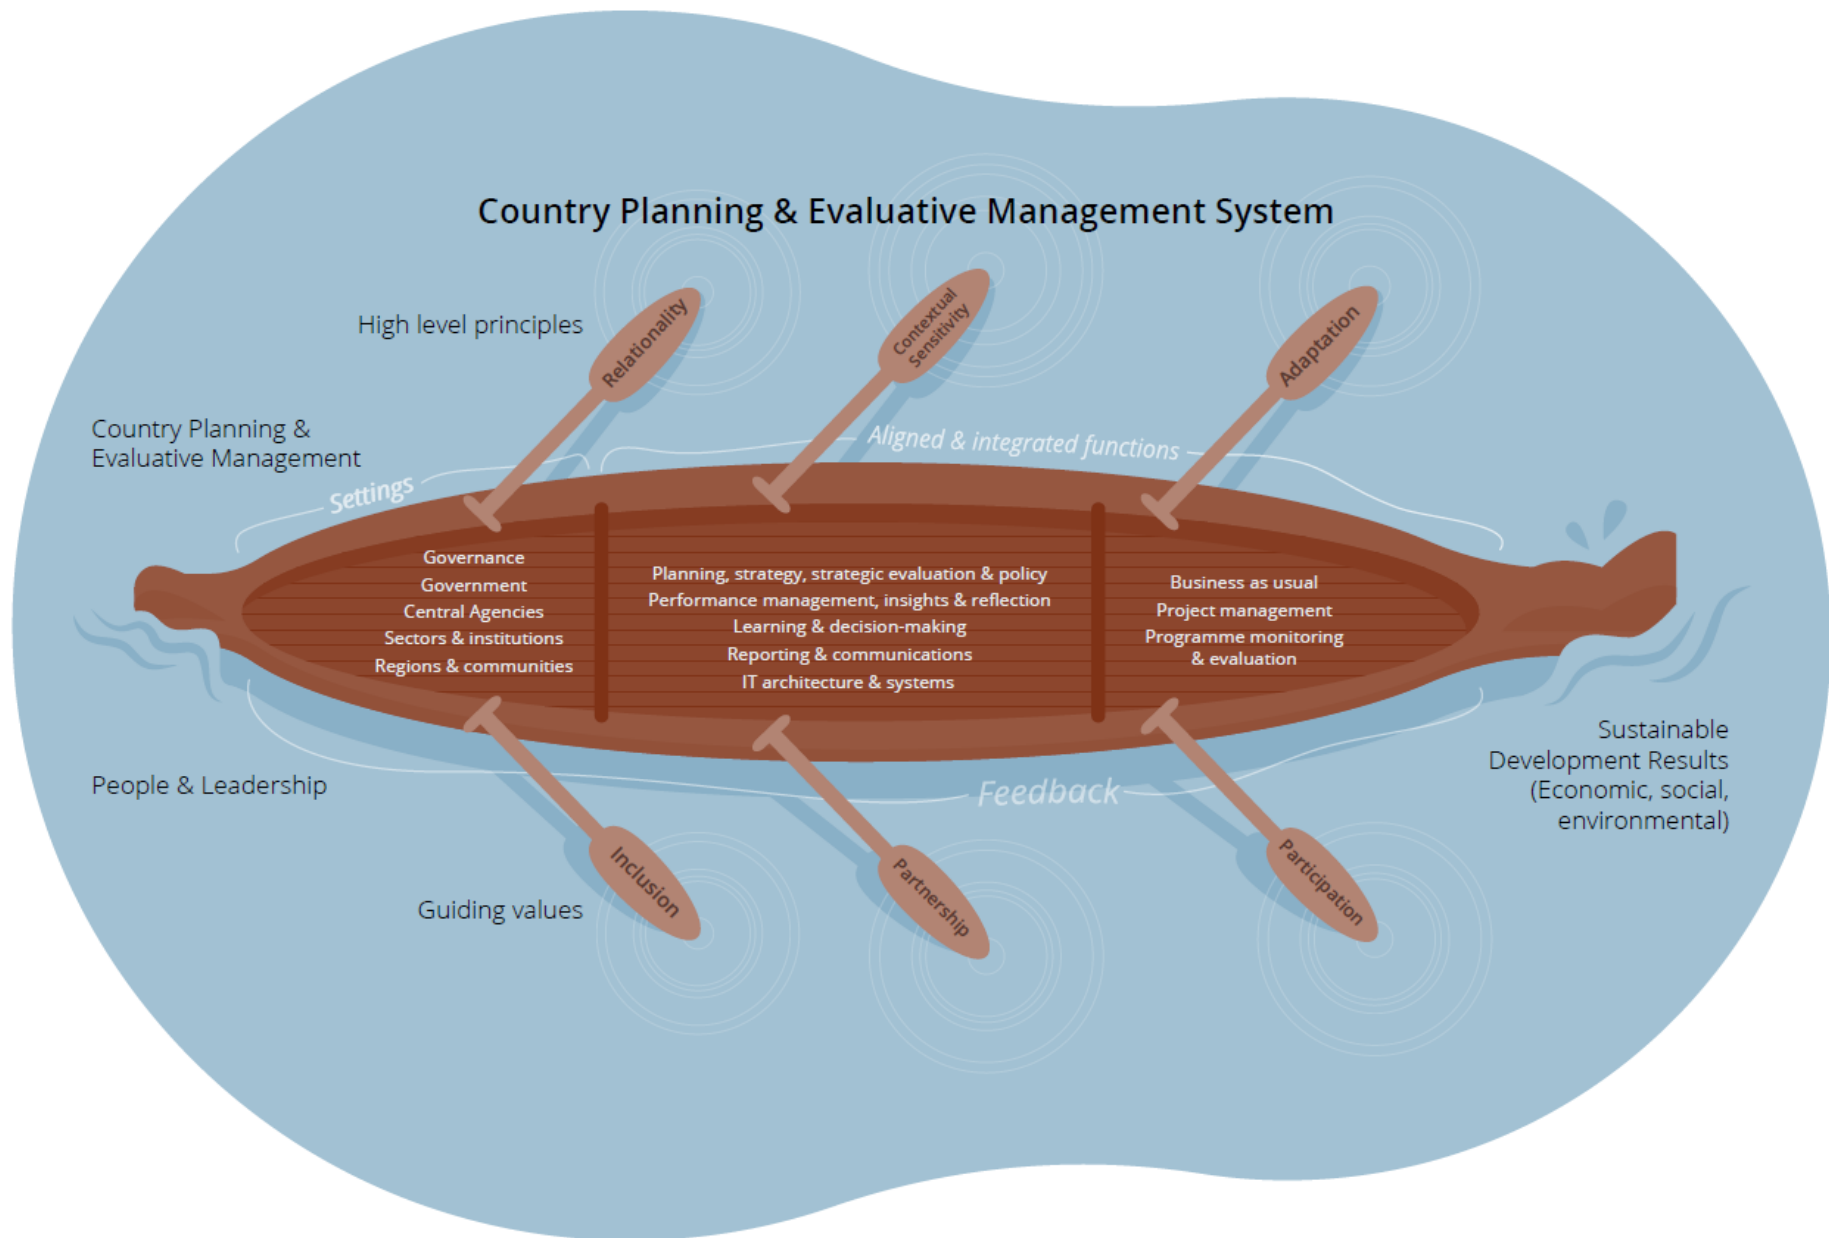 Country Planning & Evaluative Management System
High level principles
Relationality
Contextual
Sensitivity
Adaptation
Country Planning &
Evaluative Management
Settings
Aligned & integrated functions
Governance
Government
Central Agencies
Sectors & institutions
Regions & communities
Planning, strategy, strategic evaluation & policy
Performance management, insights & reflection
Learning & decision-making
Reporting & communications
IT architecture & systems
Business as usual
Project management
Programme monitoring
& evaluation
People & Leadership
Feedback
Sustainable
Development Results
(Economic, social,
environmental)
Guiding values
Inclusion
Partnership
Participation